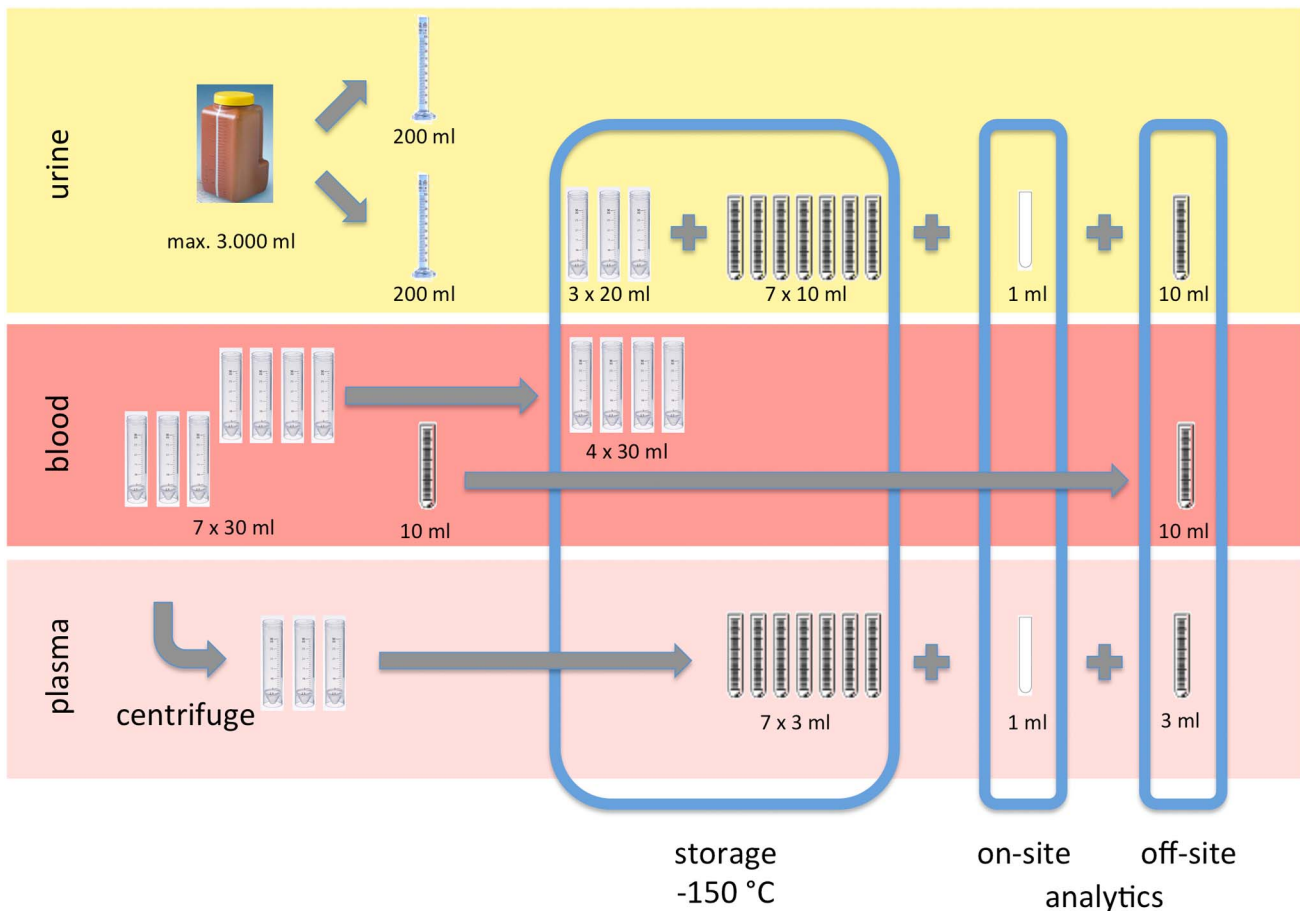 urine
max. 3.000 ml
200 ml
200 ml
3 x 20 ml
7 x 10 ml
1 ml
10 ml
blood
7 x 30 ml
10 ml
4 x 30 ml
10 ml
plasma
centrifuge
7 x 3 ml
1 ml
3 ml
storage
-150 °C
on-site
off-site
analytics